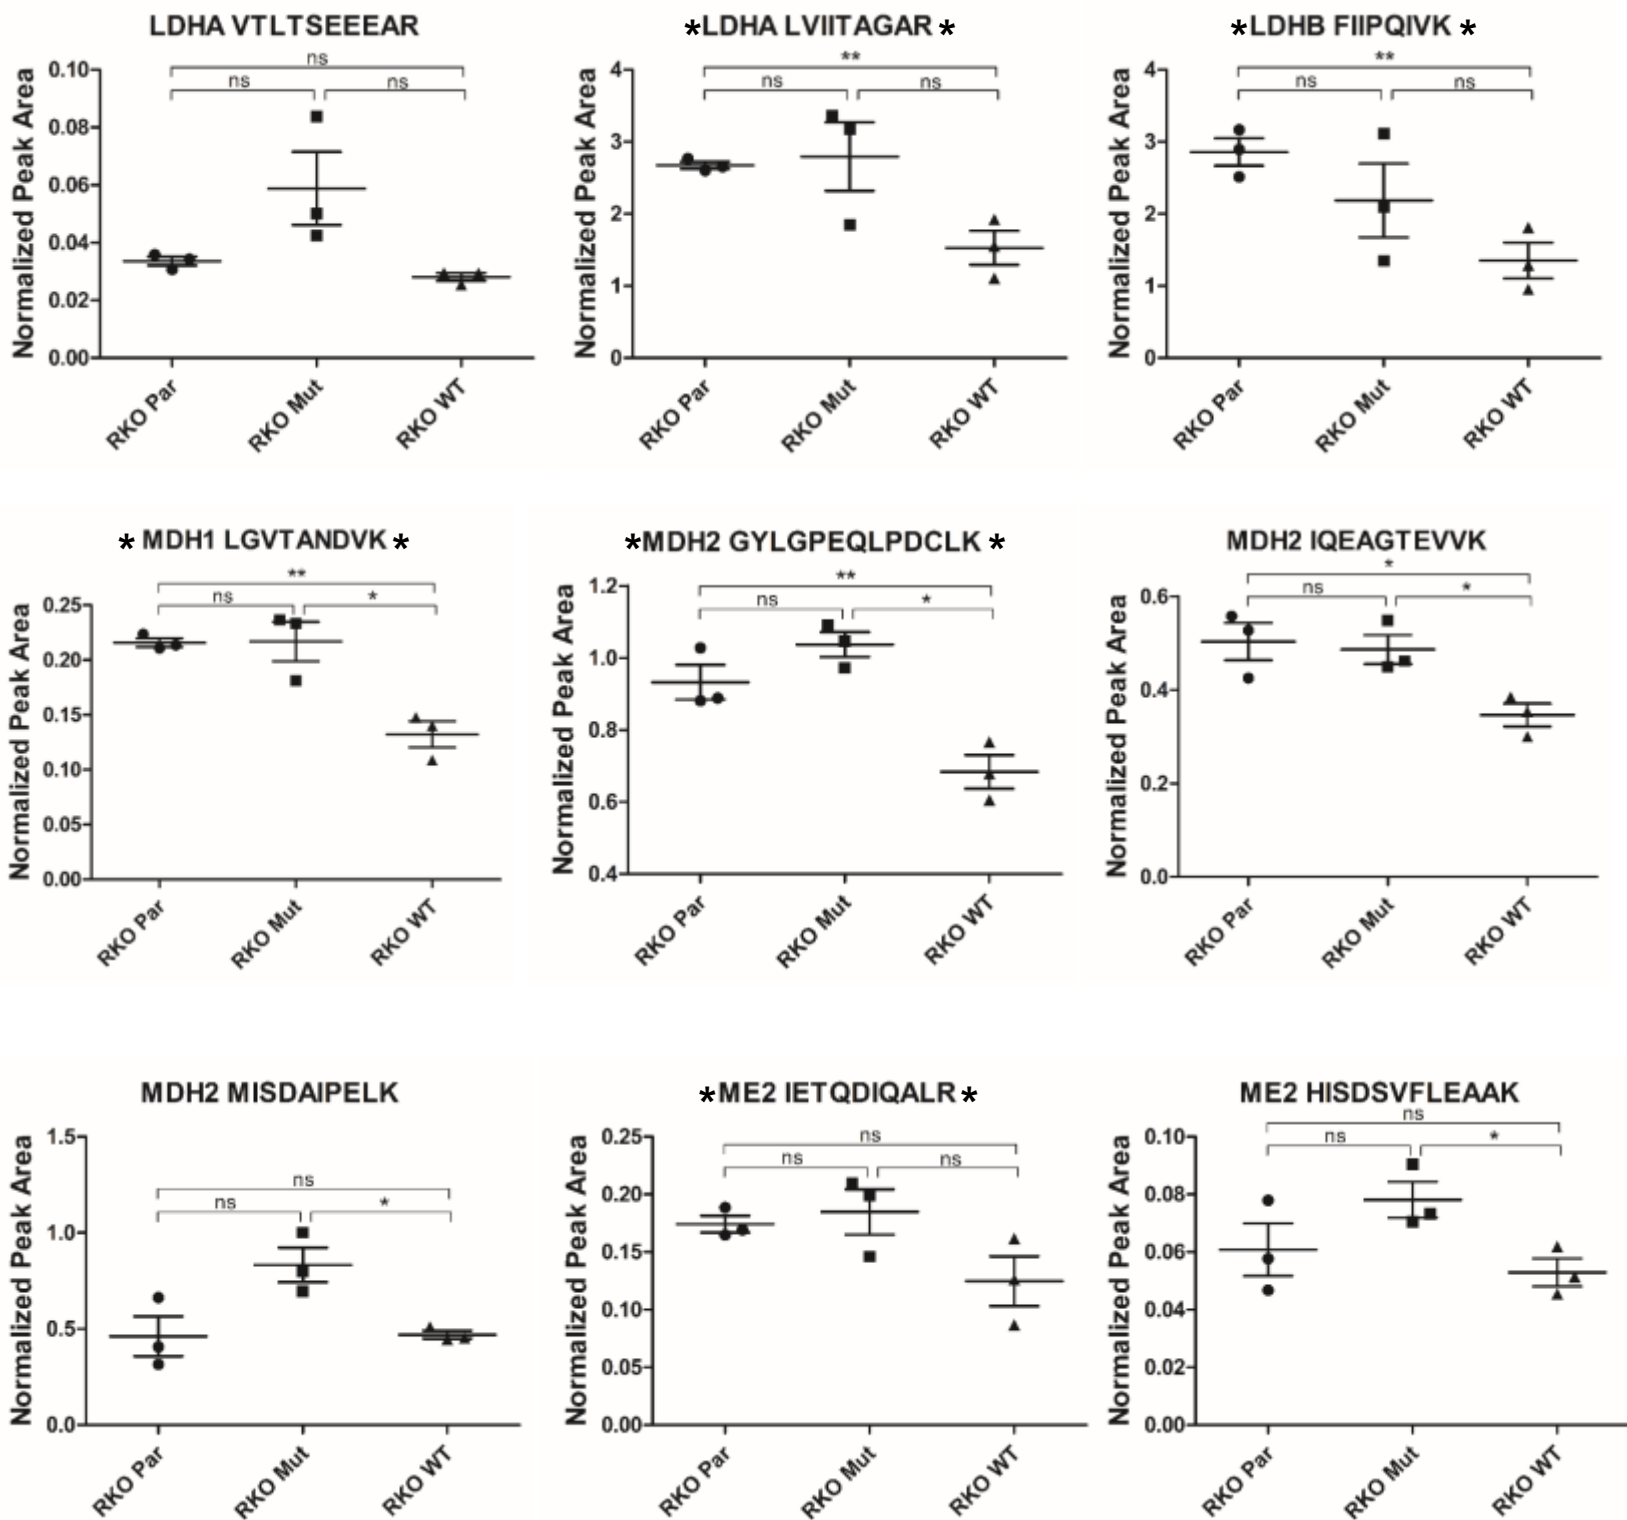 LDHA VTLTSEEEAR
ns
ns
ns
Normalized Peak Area
0.10
0.08
0.06
0.04
0.02
0.00
RKO Par
RKO Mut
RKO WT
*LDHA LVIITAGAR *
**
ns
ns
Normalized Peak Area
4
3
2
1
0
RKO Par
RKO Mut
RKO WT
*LDHB FIIPQIVK *
**
ns
ns
Normalized Peak Area
4
3
2
1
0
RKO Par
RKO Mut
RKO WT
* MDH1 LGVTANDVK *
**
ns
*
Normalized Peak Area
0.25
0.20
0.15
0.10
0.05
0.00
RKO Par
RKO Mut
RKO WT
*MDH2 GYLGPEQLPDCLK *
**
ns
*
Normalized Peak Area
1.2
1.0
0.8
0.6
0.4
RKO Par
RKO Mut
RKO WT
MDH2 IQEAGTEVVK
*
ns
*
Normalized Peak Area
0.6
0.4
0.2
0.0
RKO Par
RKO Mut
RKO WT
MDH2 MISDAIPELK
ns
ns
*
Normalized Peak Area
1.5
1.0
0.5
0.0
RKO Par
RKO Mut
RKO WT
*ME2 IETQDIQALR *
ns
ns
ns
Normalized Peak Area
0.25
0.20
0.15
0.10
0.05
0.00
RKO Par
RKO Mut
RKO WT
ME2 HISDSVFLEAAK
ns
ns
*
Normalized Peak Area
0.10
0.08
0.06
0.04
0.02
0.00
RKO Par
RKO Mut
RKO WT